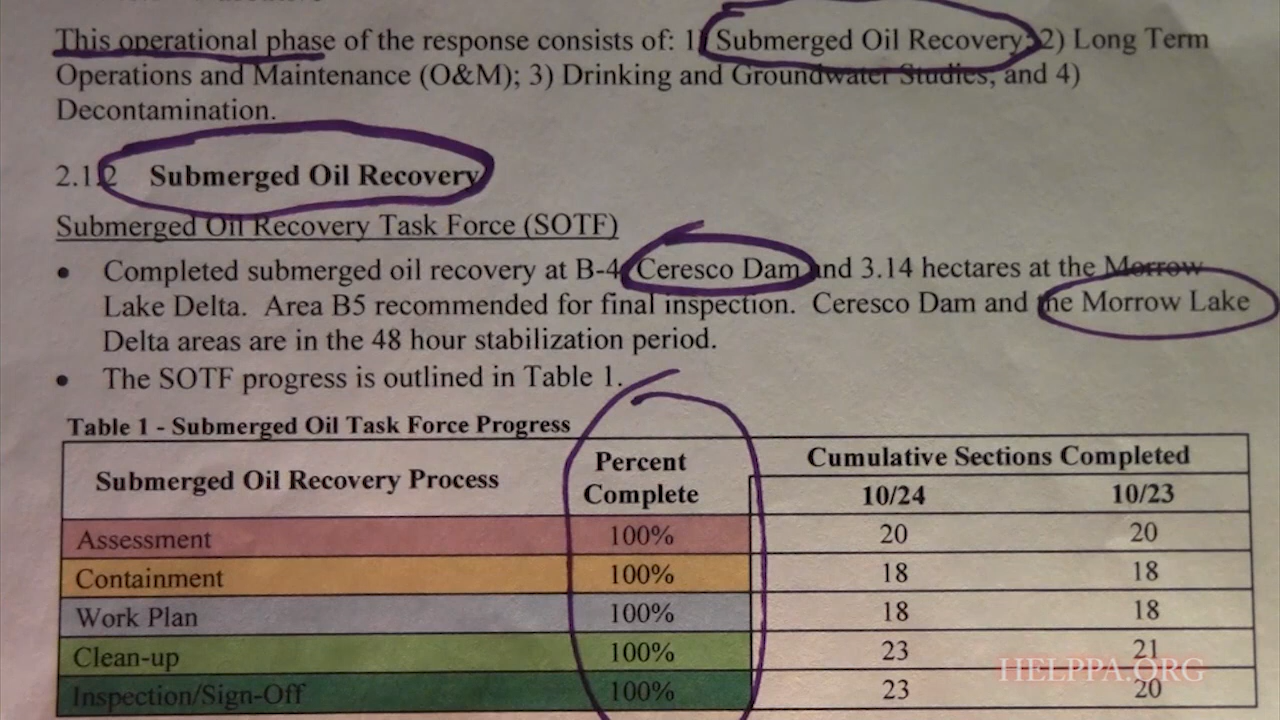 This operational phase of the response consists of: 1) Submerged Oil Recovery; 2) Long Term
Operations and Maintenance (O&M); 3) Drinking and Groundwater Studies, and 4)
Decontamination.
2.1.2 Submerged Oil Recovery
Submerged Oil Recovery Task Force (SOTF)
• Completed submerged oil recovery at B-4, Ceresco Dam and 3.14 hectares at the Morrow
Lake Delta. Area B5 recommended for final inspection. Ceresco Dam and the Morrow Lake
Delta areas are in the 48 hour stabilization period.
• The SOTF progress is outlined in Table 1.
Table 1 - Submerged Oil Task Force Progress
Submerged Oil Recovery Process Percent Complete Cumulative Sections Completed
10/24 10/23
Assessment 100% 20 20
Containment 100% 18 18
Work Plan 100% 18 18
Clean-up 100% 23 21
Inspection/Sign-Off 100% 23 20
HELPPA.ORG